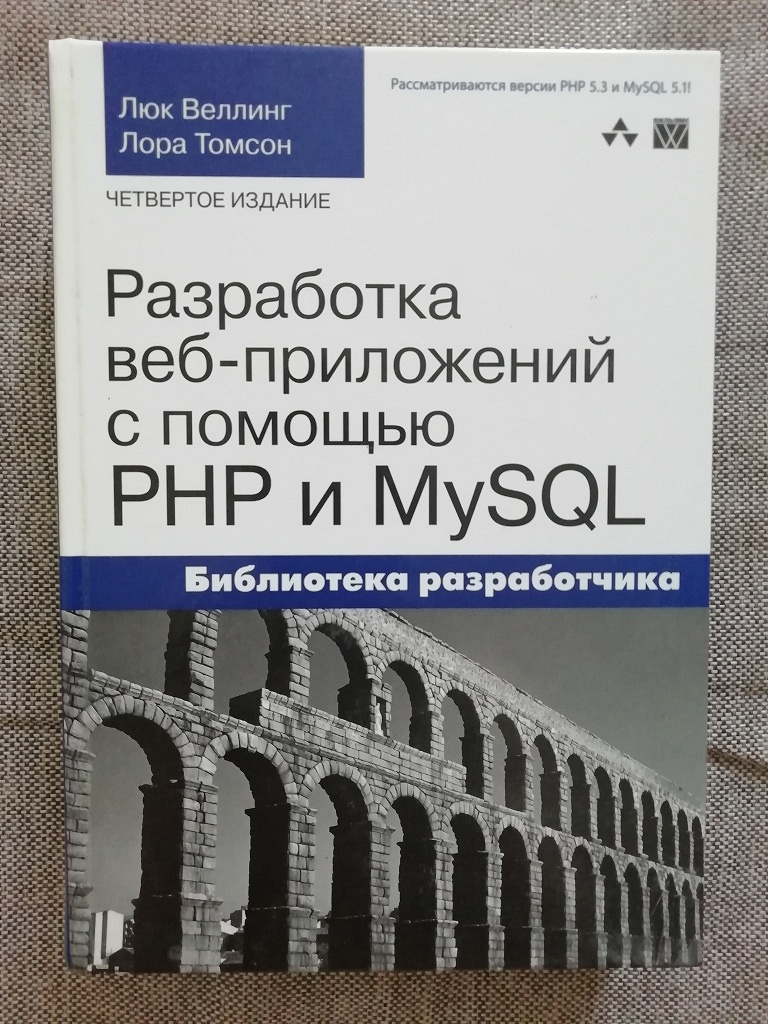 Люк Веллинг
Лора Томсон
Рассматриваются версии PHP 5.3 и MySQL 5.1!
W
ЧЕТВЕРТОЕ ИЗДАНИЕ
Разработка
веб-приложений
с помощью
PHP и MySQL
Библиотека разработчика